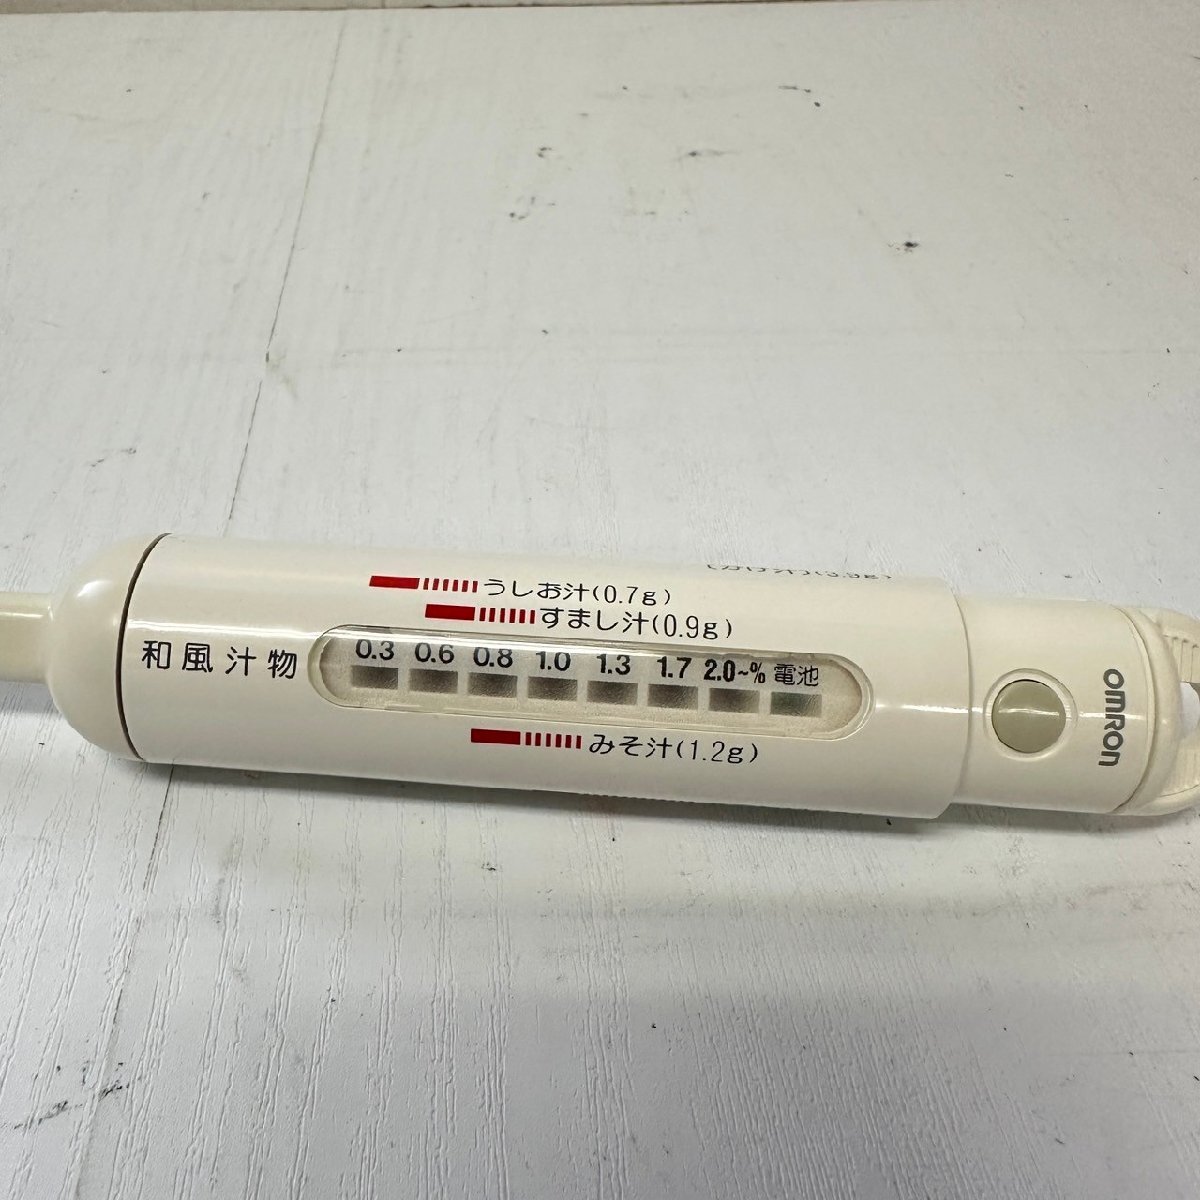 うしお汁(0.7g)
すまし汁(0.9g)
和風汁物
0.3 0.6 0.8 1.0 1.3 1.7 2.0~% 電池
みそ汁(1.2g)
OMRON